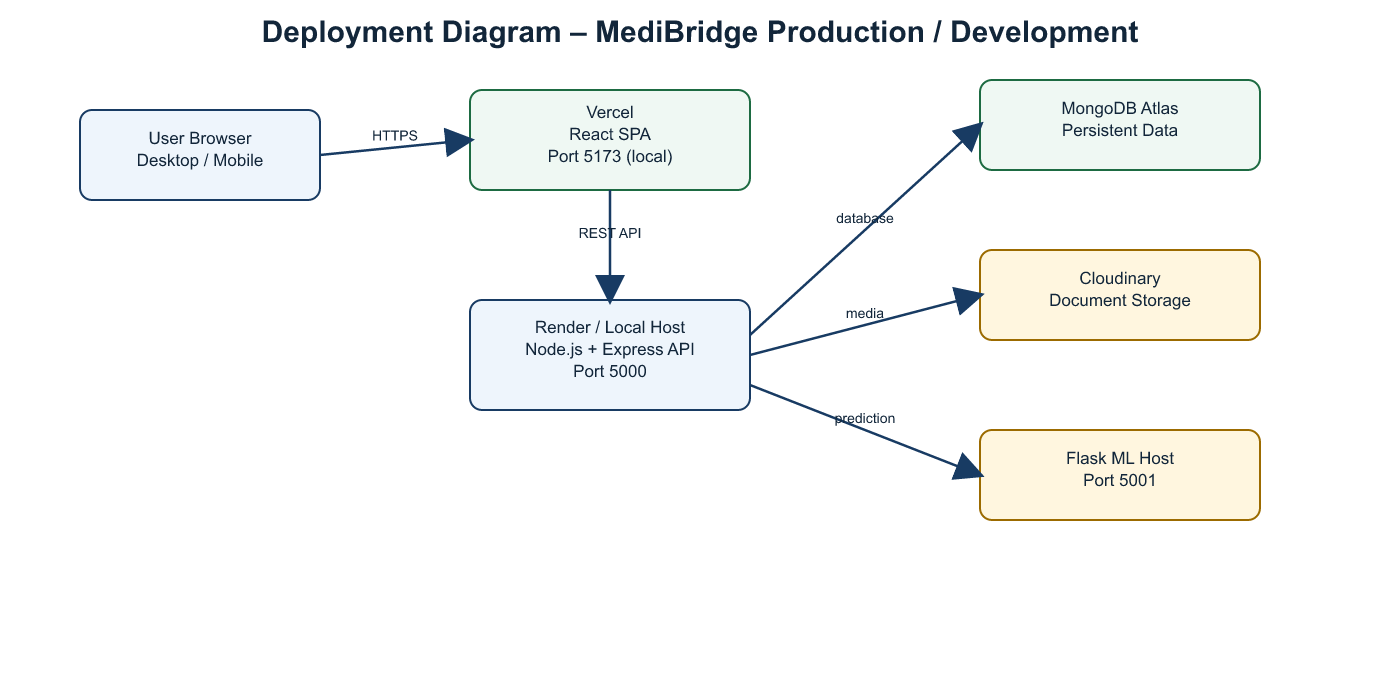 Deployment Diagram – MediBridge Production / Development
User Browser
Desktop / Mobile
HTTPS
Vercel
React SPA
Port 5173 (local)
REST API
Render / Local Host
Node.js + Express API
Port 5000
database
MongoDB Atlas
Persistent Data
media
Cloudinary
Document Storage
prediction
Flask ML Host
Port 5001